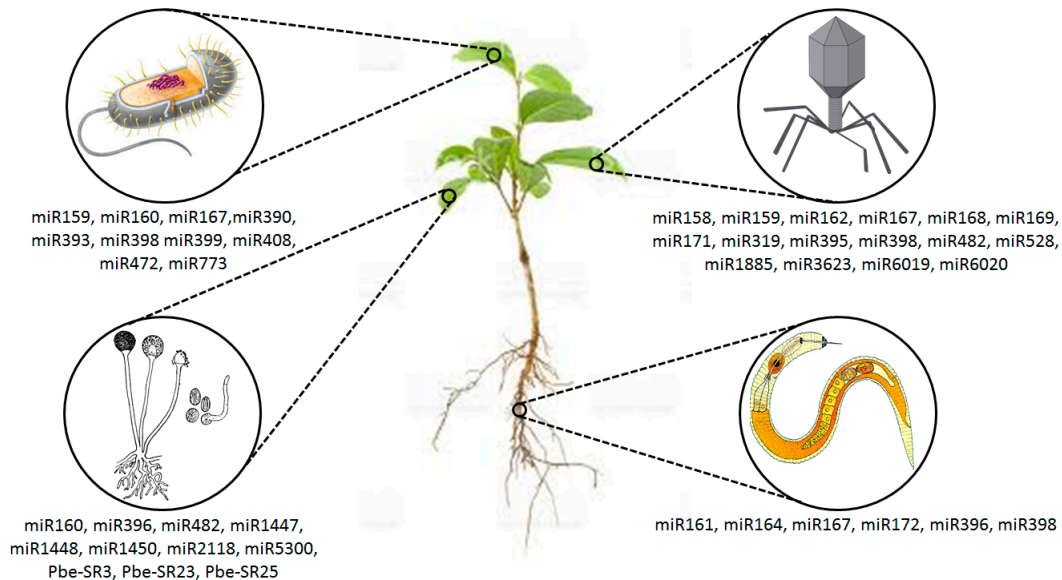 miR159, miR160, miR167,miR390,
miR393, miR398 miR399, miR408,
miR472, miR773
miR158, miR159, miR162, miR167, miR168, miR169,
miR171, miR319, miR395, miR398, miR482, miR528,
miR1885, miR3623, miR6019, miR6020
miR160, miR396, miR482, miR1447,
miR1448, miR1450, miR2118, miR5300,
Pbe-SR3, Pbe-SR23, Pbe-SR25
miR161, miR164, miR167, miR172, miR396, miR398